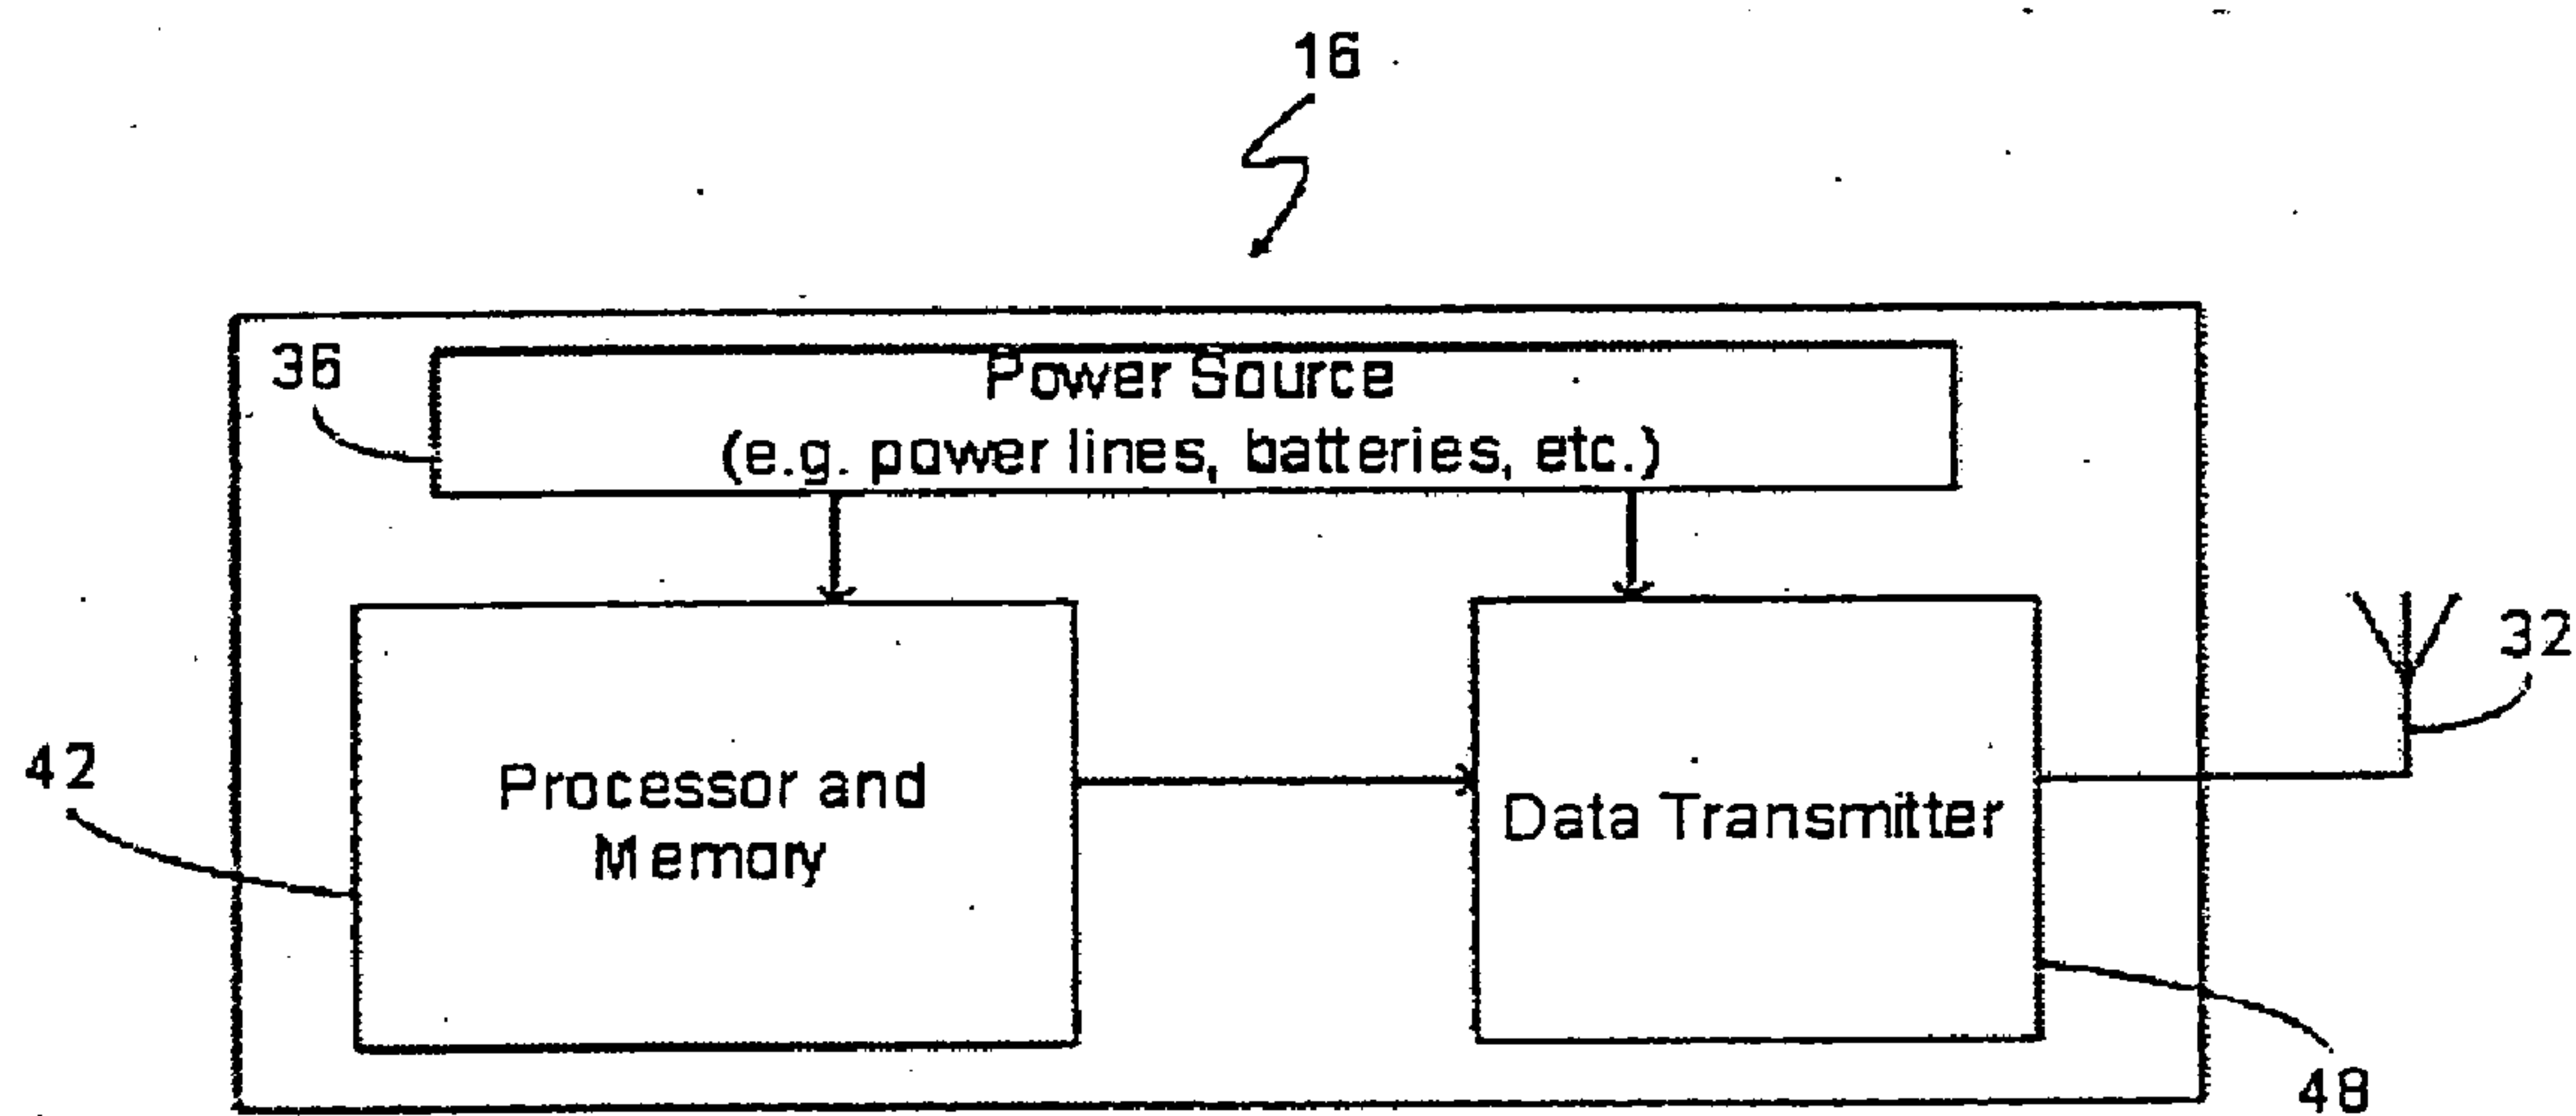 16
36
Power Source
(e.g. power lines, batteries, etc.)
32
42
Processor and
Memory
Data Transmitter
48